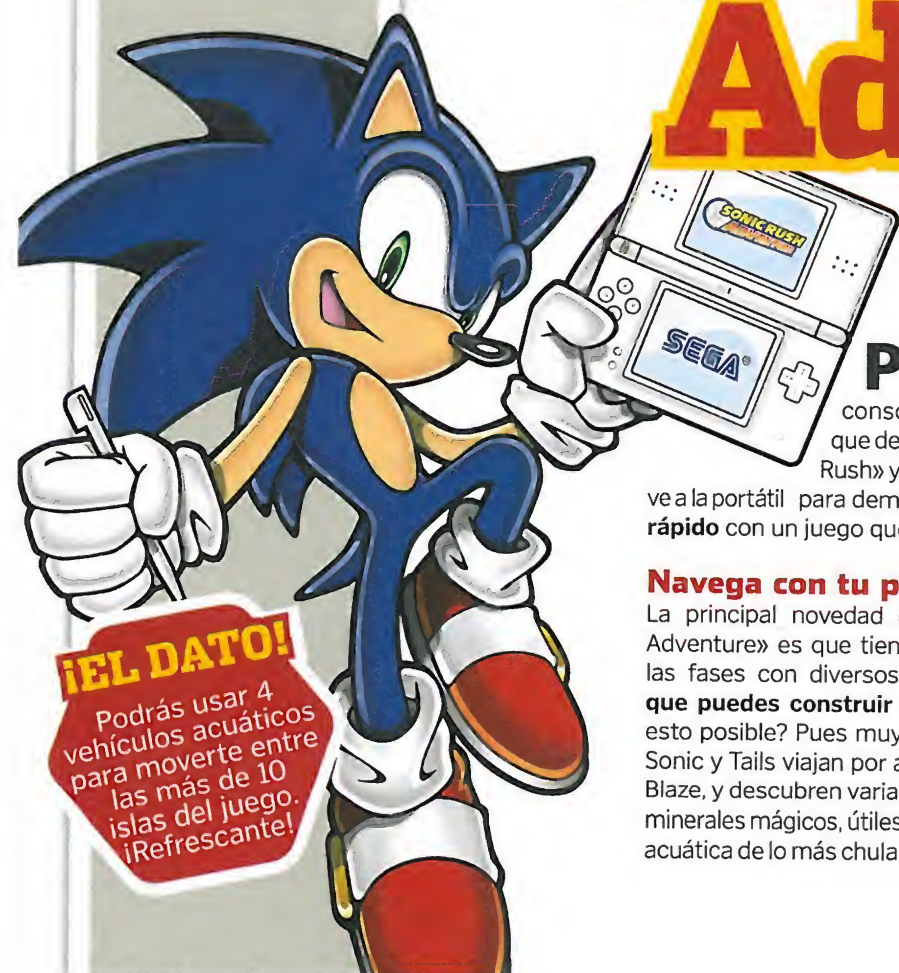 Ad
SONIC RUSH
ADVENTURE
SEGA®
P
conso
que de
Rush» y
ve a la portátil para dem
rápido con un juego que
Navega con tu p
La principal novedad
Adventure» es que tien
las fases con diversos
que puedes construir
esto posible? Pues muy
Sonic y Tails viajan por a
Blaze, y descubren varia
minerales mágicos, útiles
acuática de lo más chula
¡EL DATO!
Podrás usar 4
vehículos acuáticos
para moverte entre
las más de 10
islas del juego.
¡Refrescante!